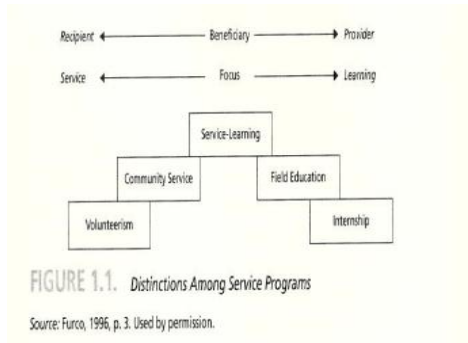 Recipient Beneficiary Provider
Service Focus Learning
Service-Learning
Community Service Field Education
Volunteerism Internship
FIGURE 1.1. Distinctions Among Service Programs
Source: Furco, 1996, p. 3. Used by permission.